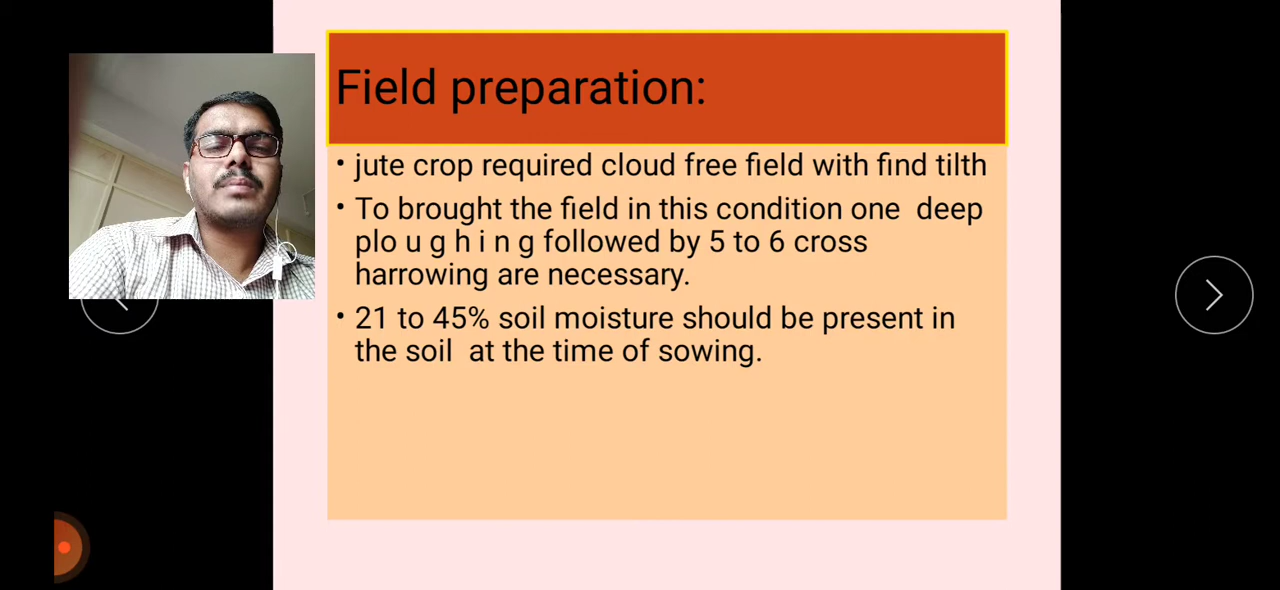 Field preparation:
• jute crop required cloud free field with find tilth
• To brought the field in this condition one  deep
plo u g h i n g followed by 5 to 6 cross
harrowing are necessary.
• 21 to 45% soil moisture should be present in
the soil  at the time of sowing.